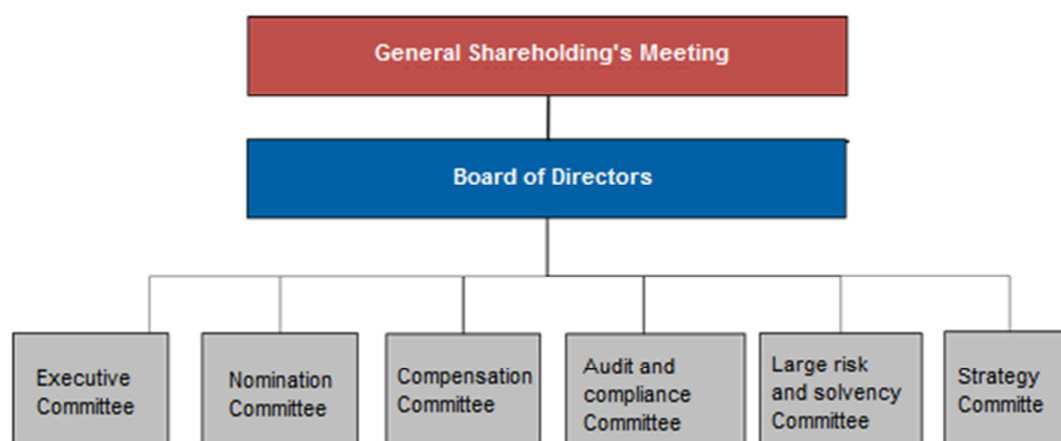 General Shareholding's Meeting
Board of Directors
Executive
Committee
Nomination
Committee
Compensation
Committee
Audit and
compliance
Committee
Large risk
and solvency
Committee
Strategy
Committe